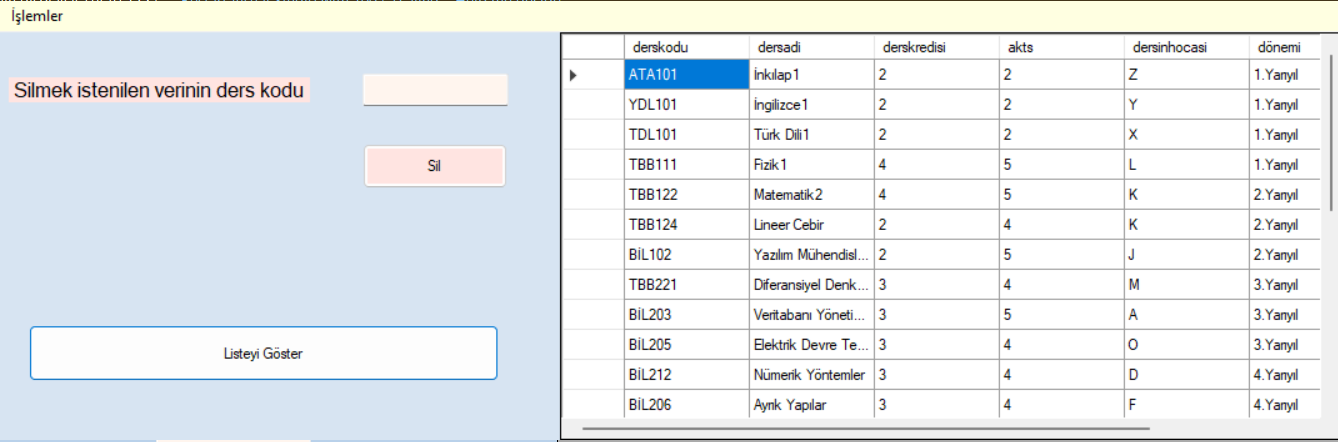 İşlemler
Silmek istenilen verinin ders kodu
Sil
Listeyi Göster
derskodu dersadi derskredisi akts dersinhocasi dönemi
ATA101 İnkılap1 2 2 Z 1.Yarıyıl
YDL101 İngilizce1 2 2 Y 1.Yarıyıl
TDL101 Türk Dili1 2 2 X 1.Yarıyıl
TBB111 Fizik1 4 5 L 1.Yarıyıl
TBB122 Matematik2 4 5 K 2.Yarıyıl
TBB124 Lineer Cebir 2 4 K 2.Yarıyıl
BİL102 Yazılım Mühendisl... 2 5 J 2.Yarıyıl
TBB221 Diferansiyel Denk... 3 4 M 3.Yarıyıl
BİL203 Veritabanı Yöneti... 3 5 A 3.Yarıyıl
BİL205 Elektrik Devre Te... 3 4 O 3.Yarıyıl
BİL212 Nümerik Yöntemler 3 4 D 4.Yarıyıl
BİL206 Ayrık Yapılar 3 4 F 4.Yarıyıl